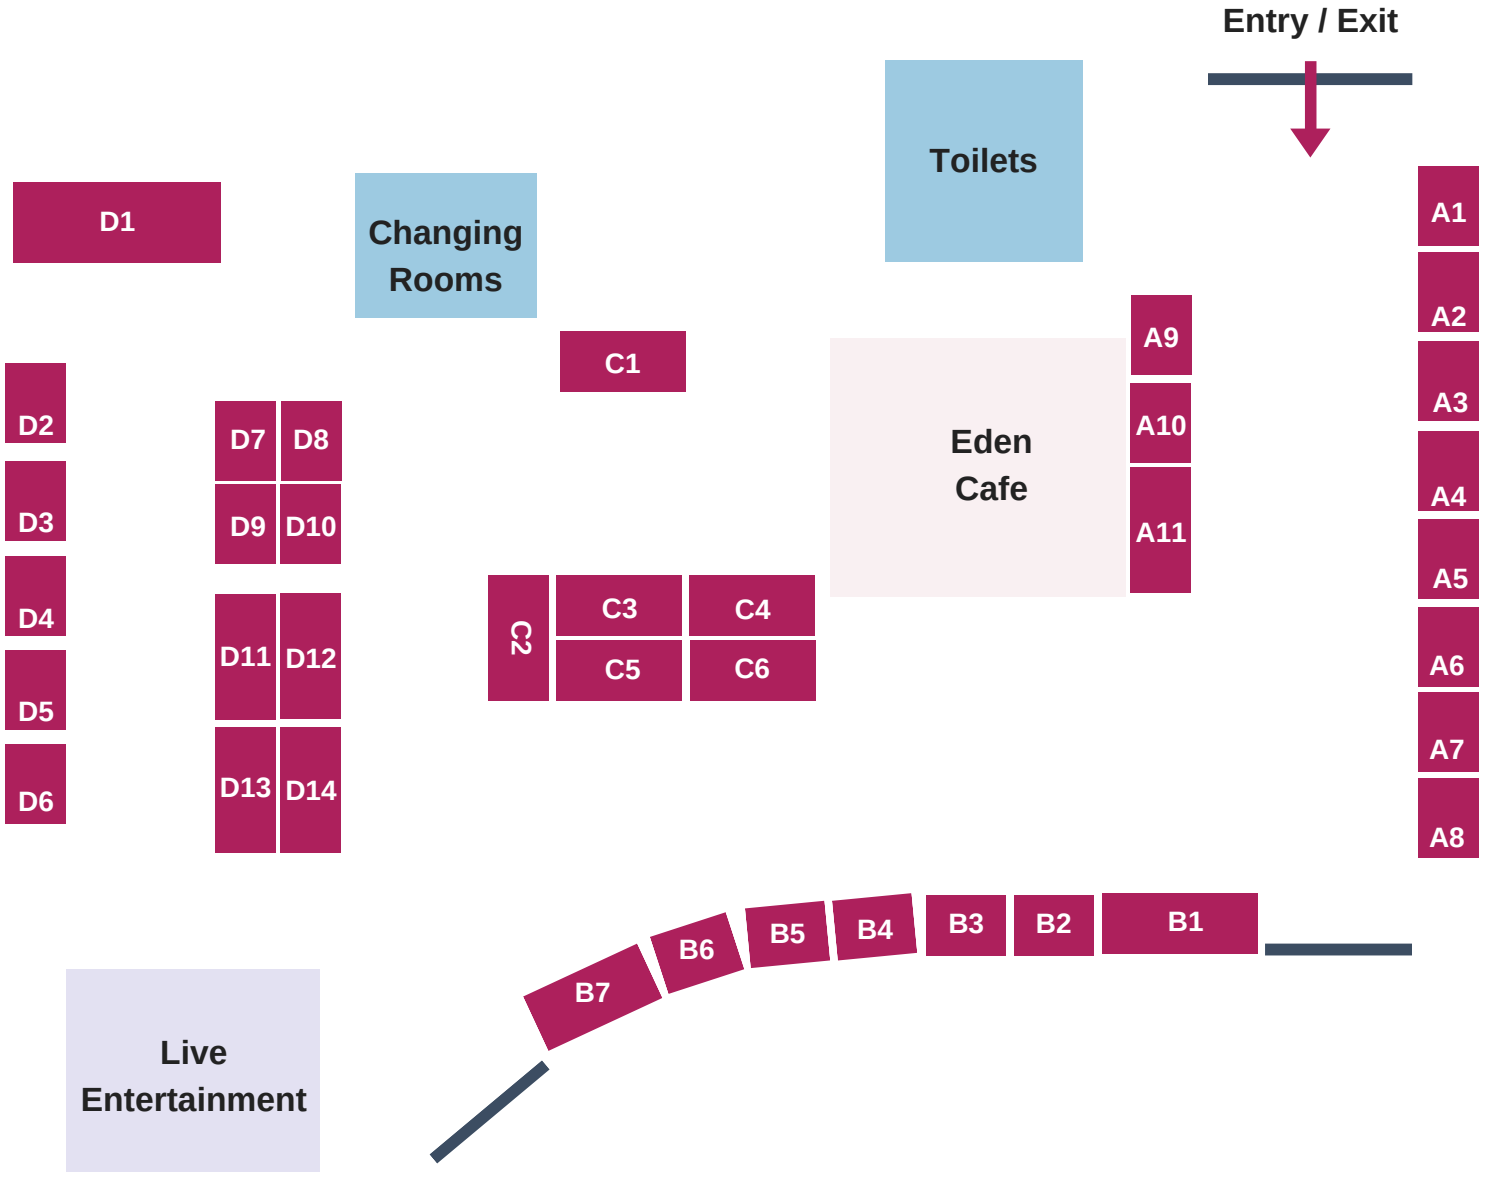 Entry / Exit
Toilets
A1
D1
Changing
Rooms
A2
A9
C1
A3
D2
A10
D7
D8
Eden
Cafe
A4
D3
D9
D10
A11
A5
C3
C4
D4
C2
D11
D12
C5
C6
A6
D5
A7
D13
D14
D6
A8
B1
B2
B3
B4
B5
B6
B7
Live
Entertainment